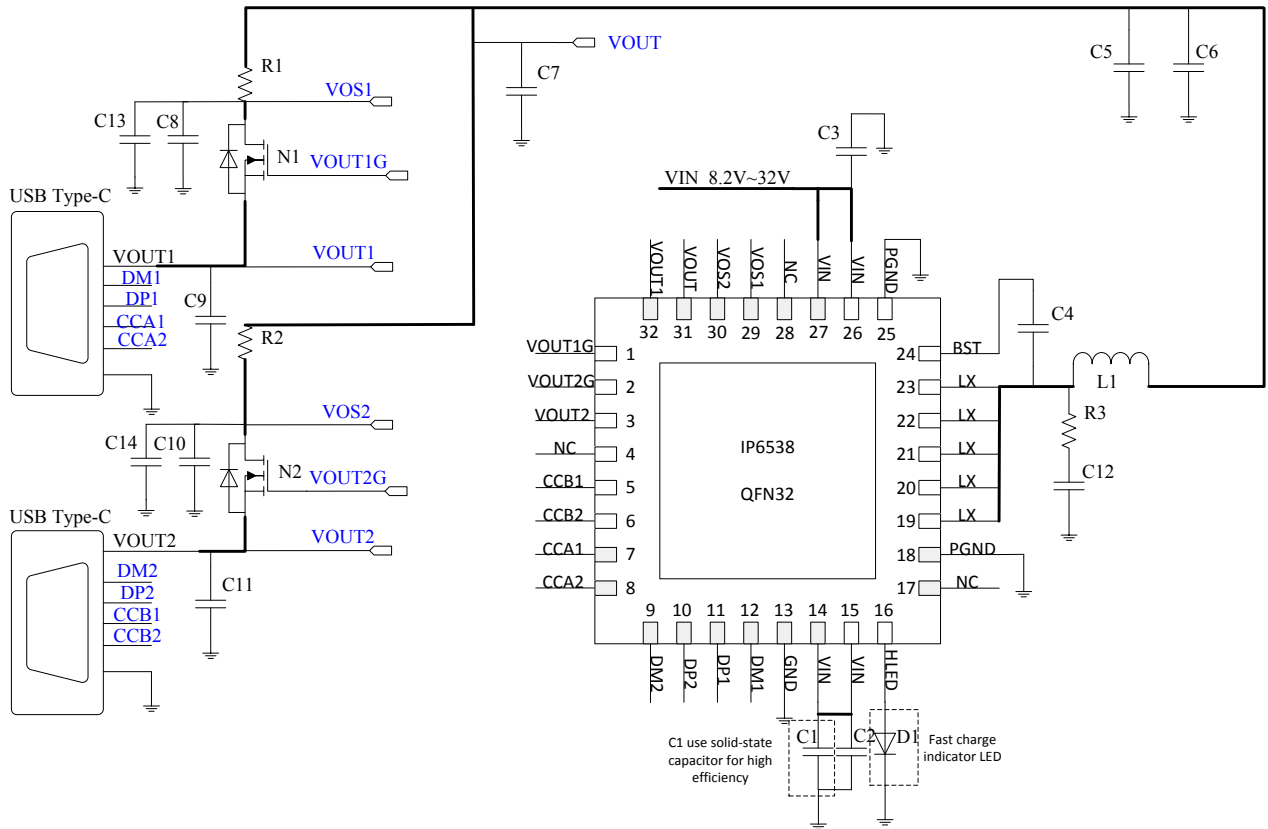 R1
VOUT
C5
C6
C7
VOS1
C13
C8
N1
VOUT1G
C3
USB Type-C
VIN 8.2V~32V
VOUT1
VOUT1
DM1
DP1
CCA1
CCA2
C9
R2
VOUT1
VOUT
VOS2
VOS1
NC
VIN
VIN
PGND
32
31
30
29
28
27
26
25
C4
VOUT1G
1
VOUT2G
2
VOUT2
3
NC
4
CCB1
5
CCB2
6
CCA1
7
CCA2
8
IP6538
QFN32
24
BST
23
LX
22
LX
21
LX
20
LX
19
LX
18
PGND
17
NC
L1
R3
C12
VOS2
C14
C10
N2
VOUT2G
USB Type-C
VOUT2
VOUT2
DM2
DP2
CCB1
CCB2
C11
9
10
11
12
13
14
15
16
DM2
DP2
DP1
DM1
GND
VIN
VIN
HLED
C1
C2
D1
C1 use solid-state
capacitor for high
efficiency
Fast charge
indicator LED